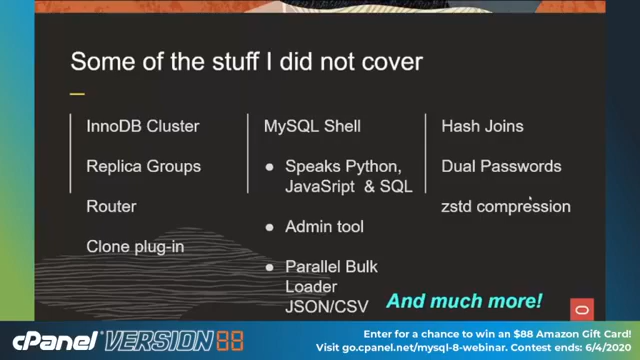 Some of the stuff I did not cover
InnoDB Cluster
Replica Groups
Router
Clone plug-in
MySQL Shell
● Speaks Python,
JavaSript & SQL
● Admin tool
● Parallel Bulk
Loader
JSON/CSV
Hash Joins
Dual Passwords
zstd compression
And much more!
cPanel VERSION 88
Enter for a chance to win an $88 Amazon Gift Card!
Visit go.cpanel.net/mysql-8-webinar. Contest ends: 6/4/2020